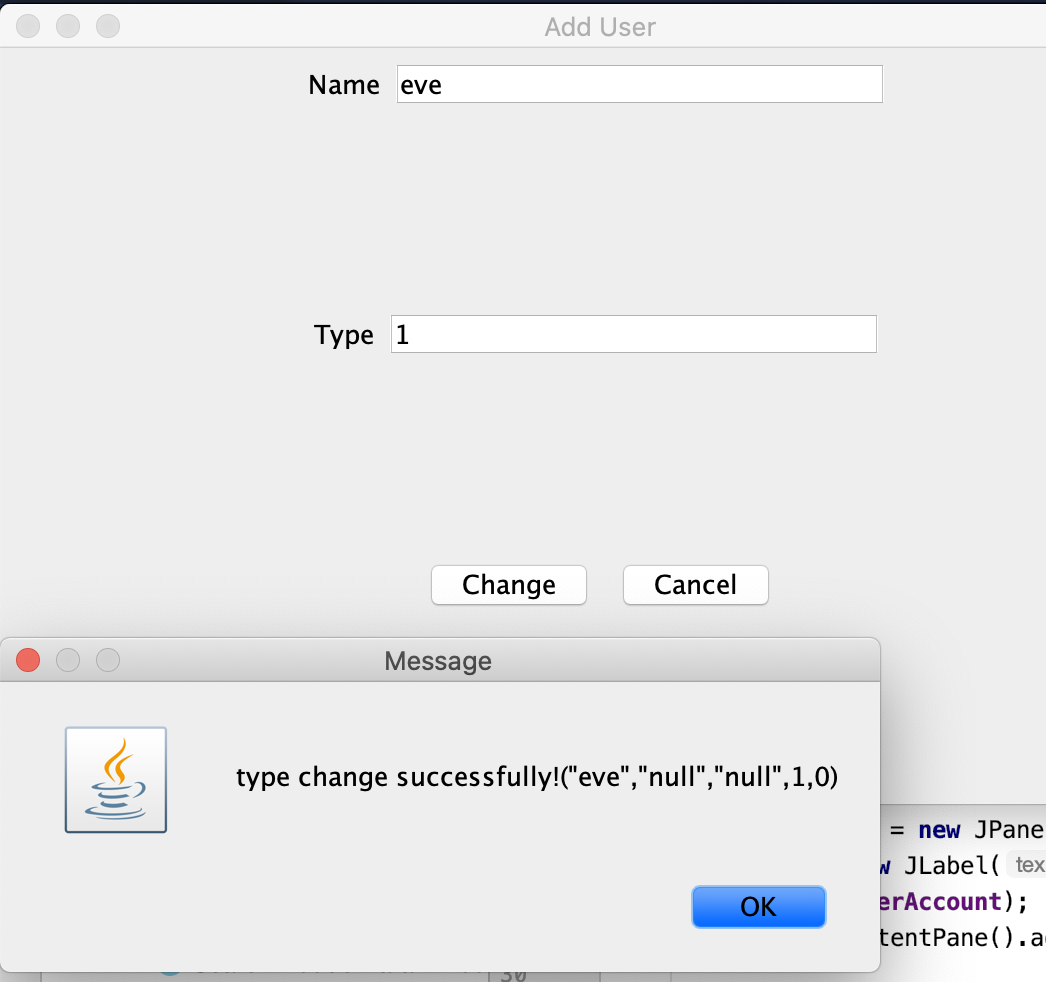 Add User
Name eve
Type 1
Change Cancel
Message
type change successfully!("eve","null","null",1,0)
OK
= new JPane
w JLabel( tex
erAccount);
tentPane().a
30